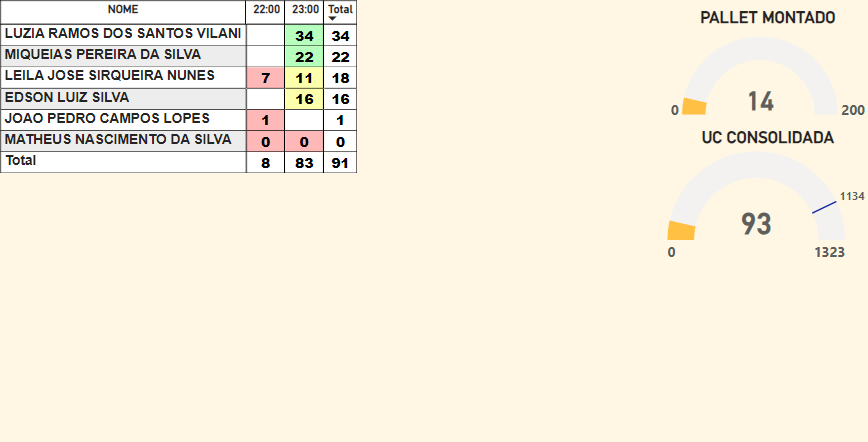 NOME 22:00 23:00 Total
LUZIA RAMOS DOS SANTOS VILANI 34 34
MIQUEIAS PEREIRA DA SILVA 22 22
LEILA JOSE SIRQUEIRA NUNES 7 11 18
EDSON LUIZ SILVA 16 16
JOAO PEDRO CAMPOS LOPES 1 1
MATHEUS NASCIMENTO DA SILVA 0 0 0
Total 8 83 91
PALLET MONTADO
14
0 200
UC CONSOLIDADA
1134
93
0 1323